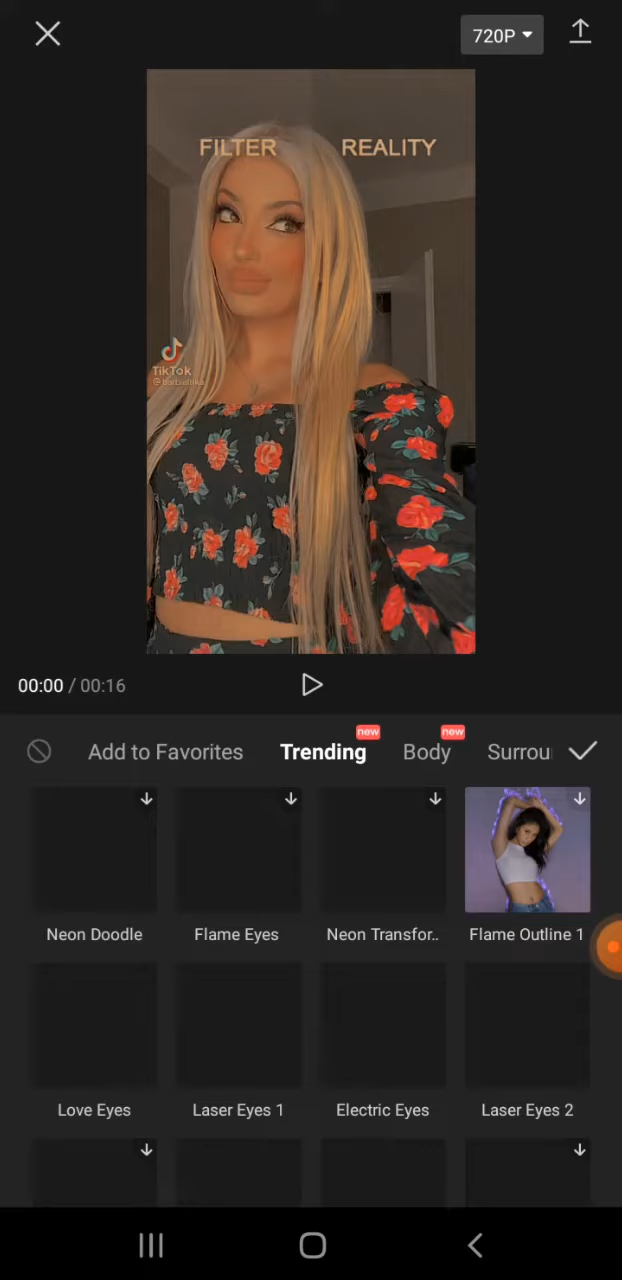 720P
FILTER REALITY
TikTok
00:00 / 00:16
Add to Favorites Trending Body Surrou
new new
Neon Doodle Flame Eyes Neon Transfor.. Flame Outline 1
Love Eyes Laser Eyes 1 Electric Eyes Laser Eyes 2